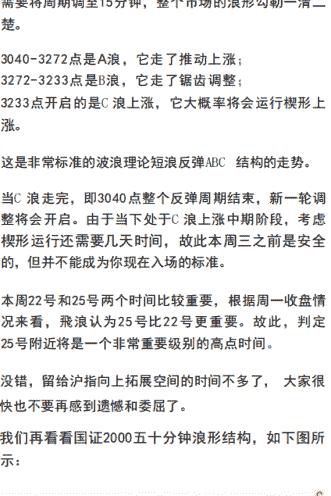 需要将周期调至15分钟，整个市场的浪形勾勒一清二
楚。
3040-3272点是A浪，它走了推动上涨；
3272-3233点是B浪，它走了锯齿调整；
3233点开启的是C 浪上涨，它大概率将会运行楔形上
涨。
这是非常标准的波浪理论短浪反弹ABC 结构的走势。
当C 浪走完，即3040点整个反弹周期结束，新一轮调
整将会开启。由于当下处于C 浪上涨中期阶段，考虑
楔形运行还需要几天时间，故此本周三之前是安全
的，但并不能成为你现在入场的标准。
本周22号和25号两个时间比较重要，根据周一收盘情
况来看，飛浪认为25号比22号更重要。故此，判定
25号附近将是一个非常重要级别的高点时间。
没错，留给沪指向上拓展空间的时间不多了， 大家很
快也不要再感到遗憾和委屈了。
我们再看看国证2000五十分钟浪形结构，如下图所
示：